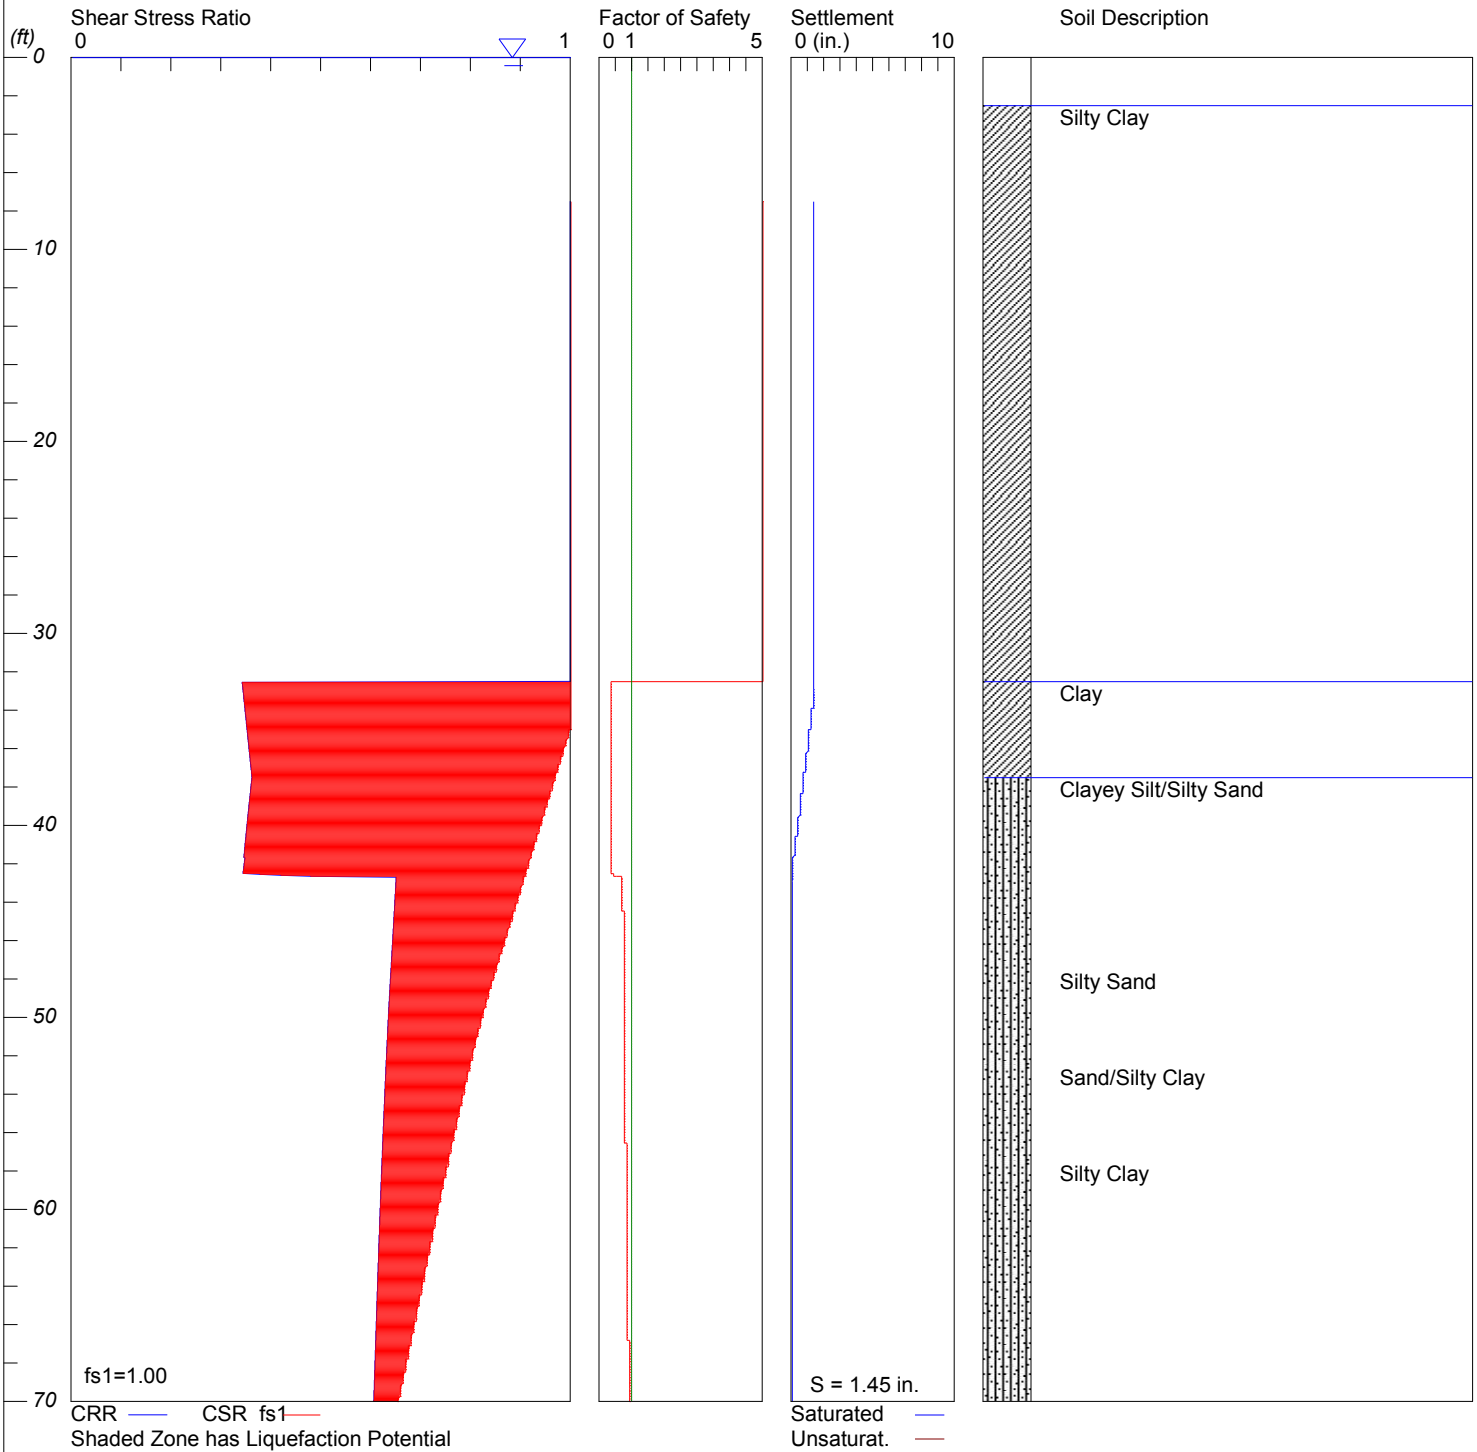 Shear Stress Ratio
Factor of Safety
Settlement
Soil Description
(ft)
0 1
0 1 5
0 (in.) 10
0
Silty Clay
10
20
30
Clay
Clayey Silt/Silty Sand
40
Silty Sand
50
Sand/Silty Clay
Silty Clay
60
fs1=1.00
S = 1.45 in.
70
CRR CSR fs1
Saturated
Shaded Zone has Liquefaction Potential
Unsaturat.